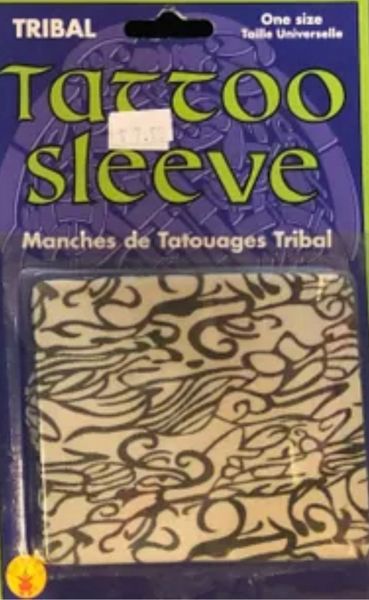 TRIBAL
One size
Taille Universelle
Tattoo
Sleeve
Manches de Tatouages Tribal